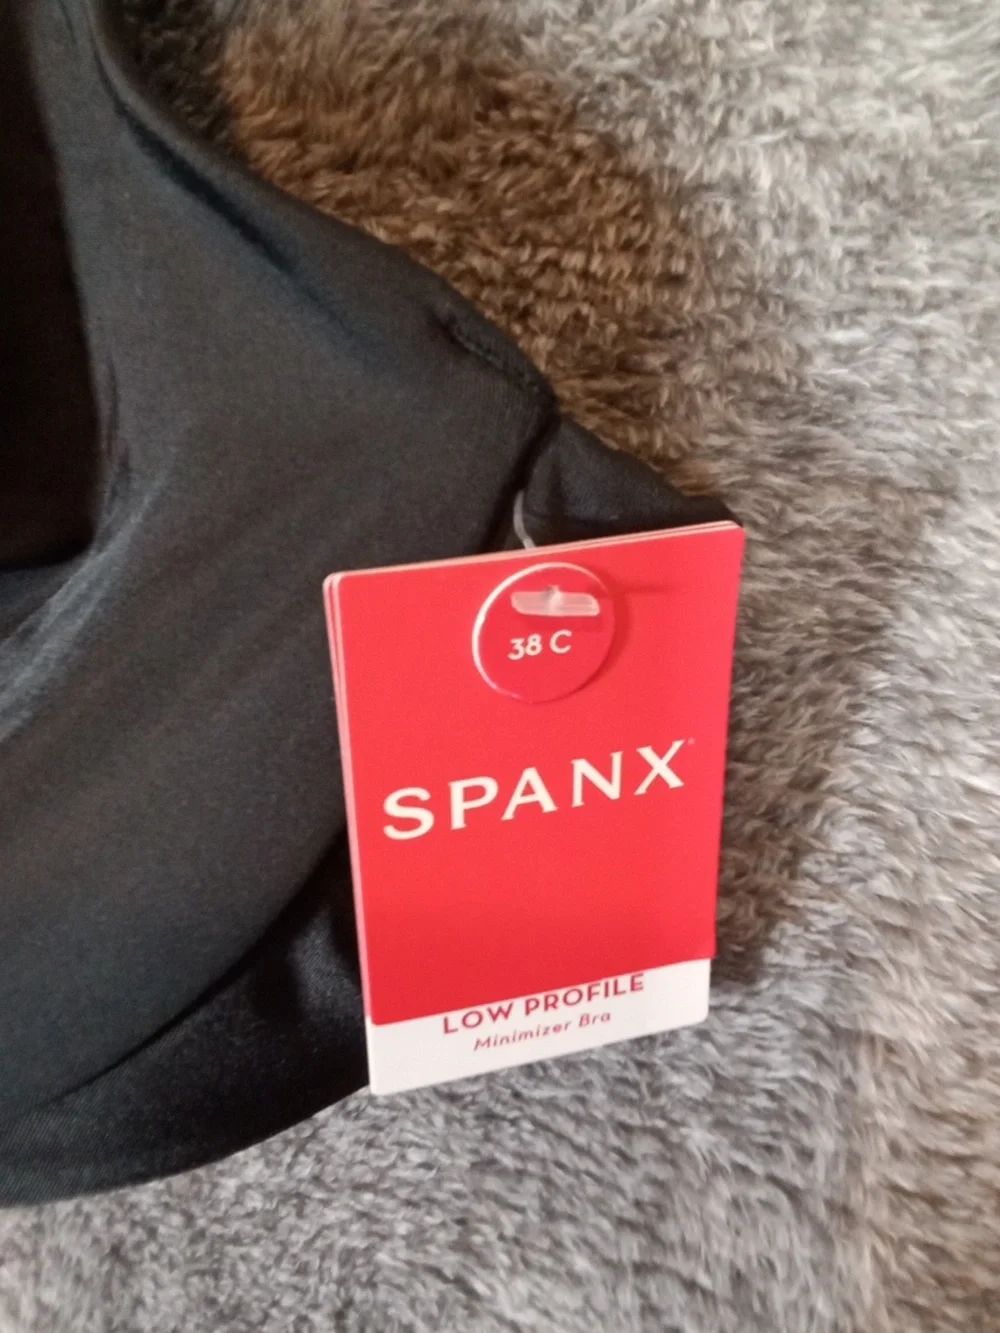 38 C
SPANX®
LOW PROFILE
Minimizer Bra